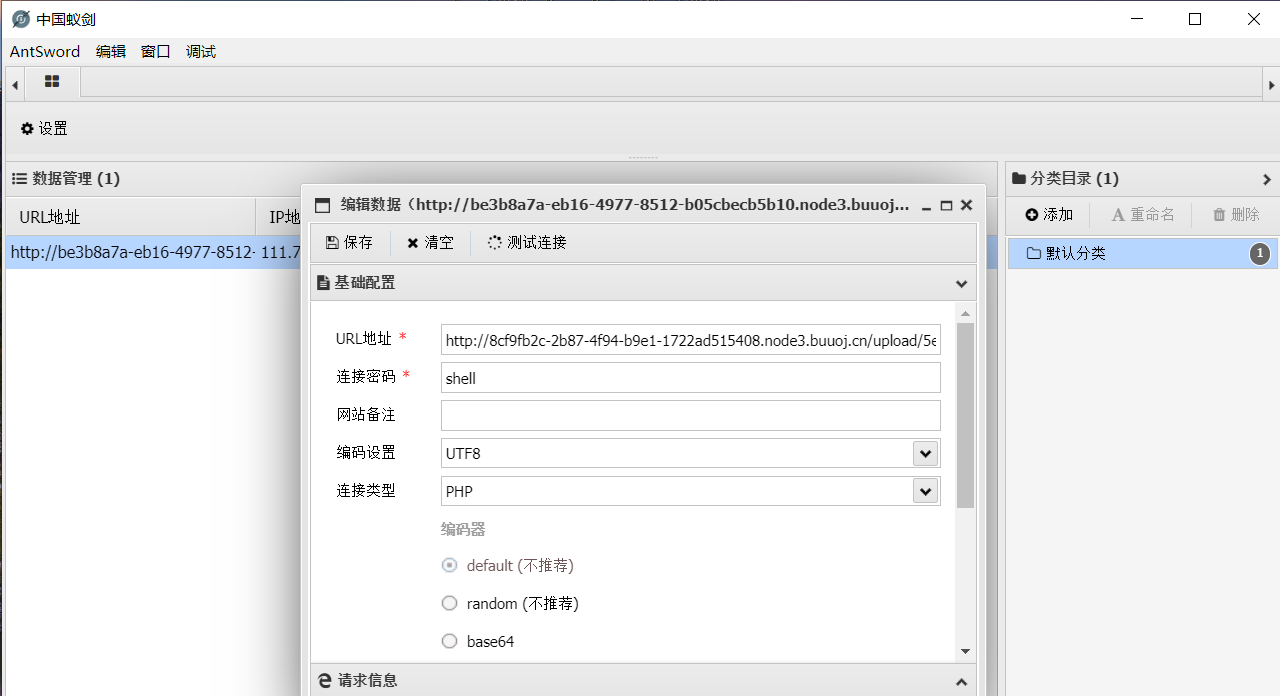 中国蚁剑
AntSword 编辑 窗口 调试
设置
数据管理 (1)
URL地址 IP地
http://be3b8a7a-eb16-4977-8512- 111.7
分类目录 (1)
添加 重命名 删除
默认分类 1
编辑数据（http://be3b8a7a-eb16-4977-8512-b05cbecb5b10.node3.buuoj...
保存 清空 测试连接
基础配置
URL地址 * http://8cf9fb2c-2b87-4f94-b9e1-1722ad515408.node3.buuoj.cn/upload/5e
连接密码 * shell
网站备注
编码设置 UTF8
连接类型 PHP
编码器
default (不推荐)
random (不推荐)
base64
请求信息